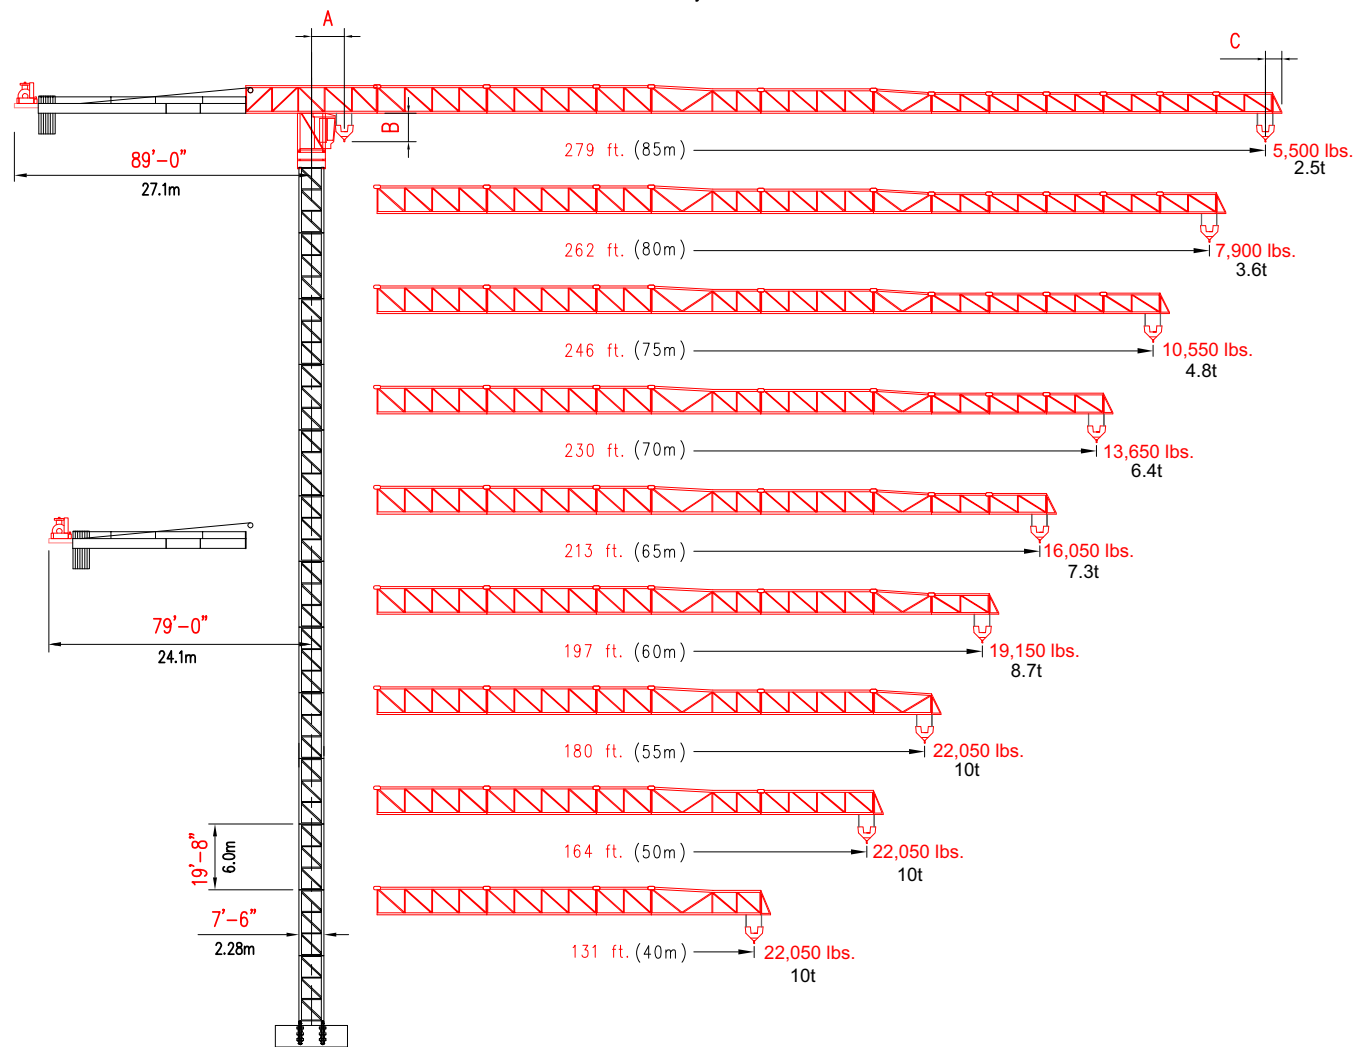 A
C
B
89'-0"
27.1m
279 ft. (85m)
5,500 lbs.
2.5t
262 ft. (80m)
7,900 lbs.
3.6t
246 ft. (75m)
10,550 lbs.
4.8t
230 ft. (70m)
13,650 lbs.
6.4t
213 ft. (65m)
16,050 lbs.
7.3t
79'-0"
24.1m
197 ft. (60m)
19,150 lbs.
8.7t
180 ft. (55m)
22,050 lbs.
10t
19'-8"
6.0m
164 ft. (50m)
22,050 lbs.
10t
7'-6"
2.28m
131 ft. (40m)
22,050 lbs.
10t